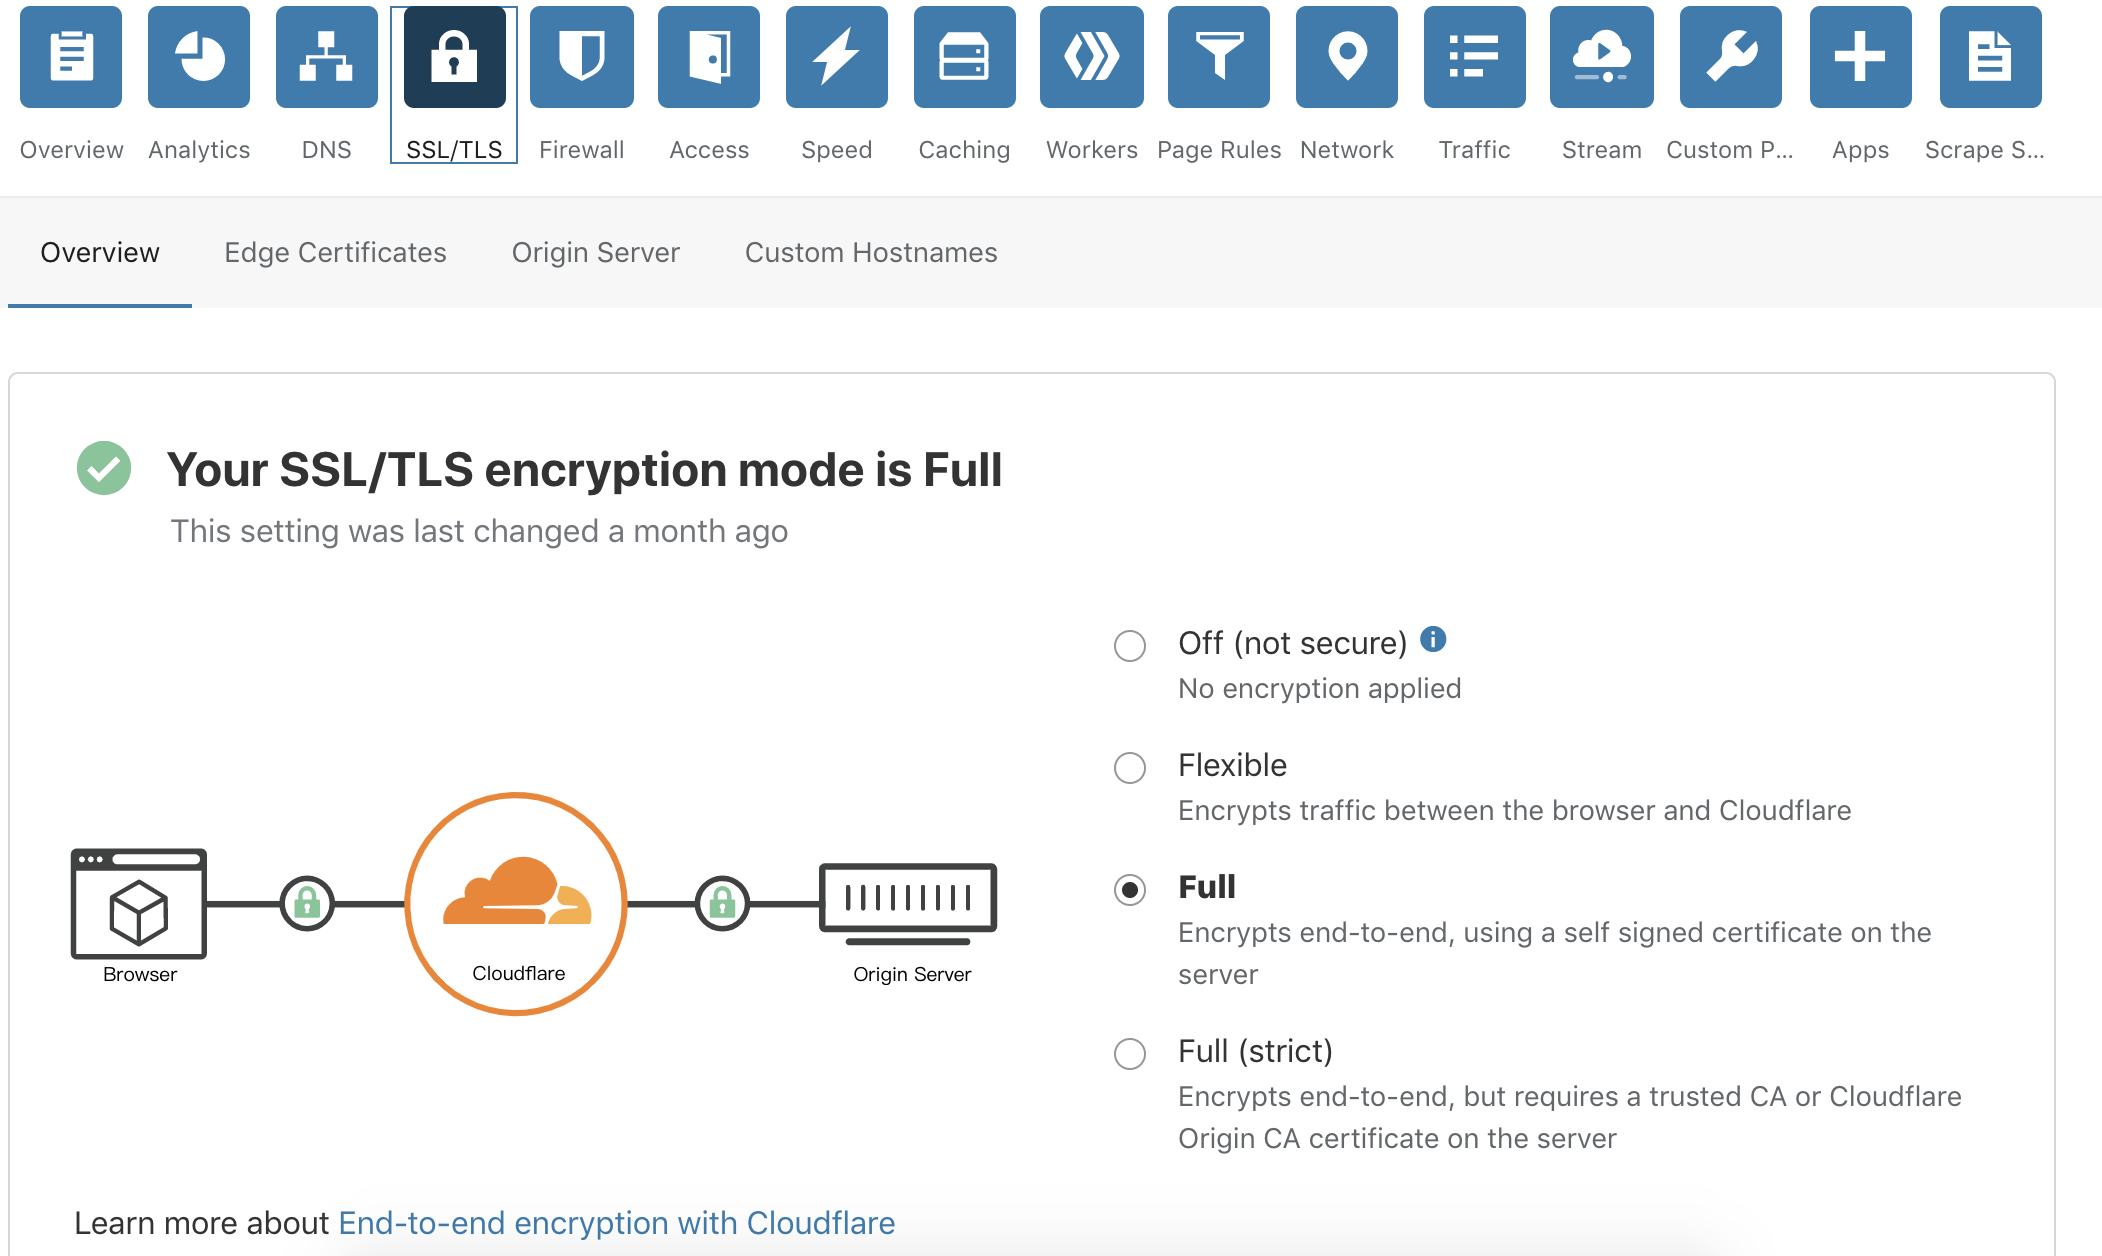 Overview Analytics DNS SSL/TLS Firewall Access Speed Caching Workers Page Rules Network Traffic Stream Custom P... Apps Scrape S...
Overview Edge Certificates Origin Server Custom Hostnames
Your SSL/TLS encryption mode is Full
This setting was last changed a month ago
Browser
Cloudflare
Origin Server
Off (not secure)
No encryption applied
Flexible
Encrypts traffic between the browser and Cloudflare
Full
Encrypts end-to-end, using a self signed certificate on the
server
Full (strict)
Encrypts end-to-end, but requires a trusted CA or Cloudflare
Origin CA certificate on the server
Learn more about End-to-end encryption with Cloudflare